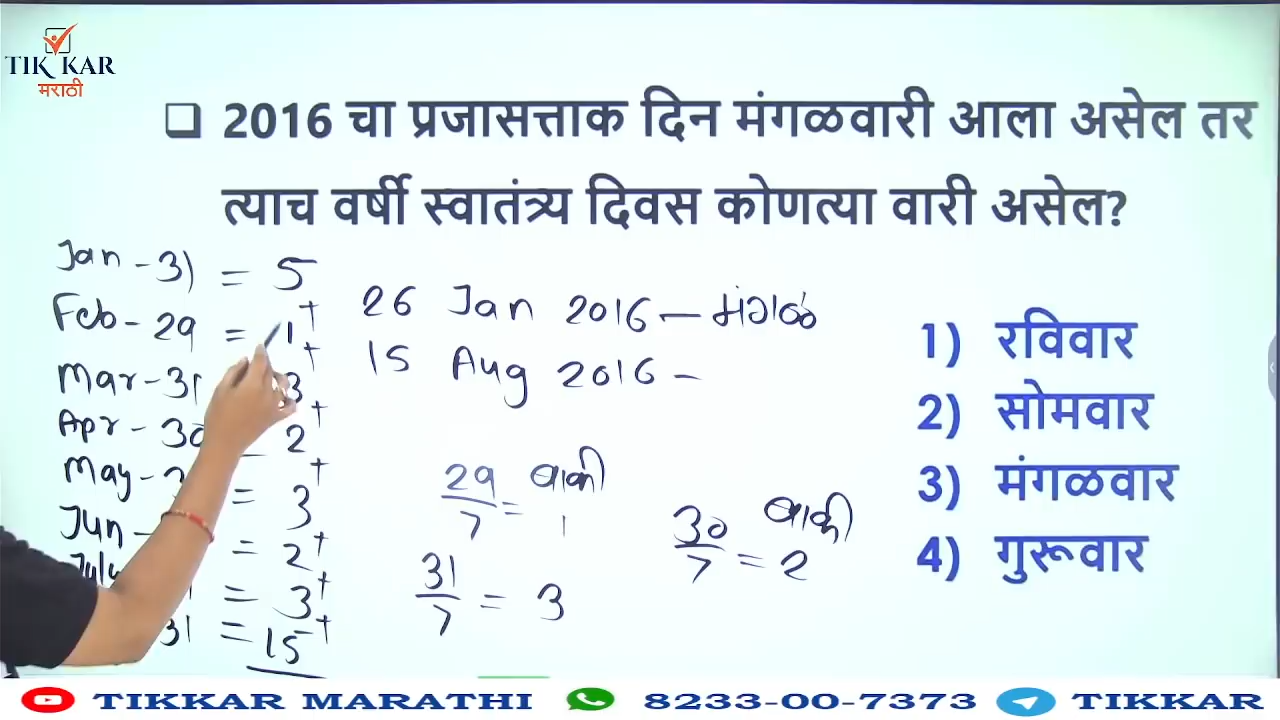 TIKKAR
मराठी
❑ 2016 चा प्रजासत्ताक दिन मंगळवारी आला असेल तर
त्याच वर्षी स्वातंत्र्य दिवस कोणत्या वारी असेल?
Jan - 31 = 5
Feb - 29 = 1+
Mar - 31 3+
Apr - 30 = 2+
May - = 3+
Jun - = 2+
July = 3+
31 = 15+
26 Jan 2016 — मंगळ
15 Aug 2016 –
29/7 = 1 बाकी
31/7 = 3
30/7 = 2 बाकी
1) रविवार
2) सोमवार
3) मंगळवार
4) गुरूवार
TIKKAR MARATHI 8233-00-7373 TIKKAR